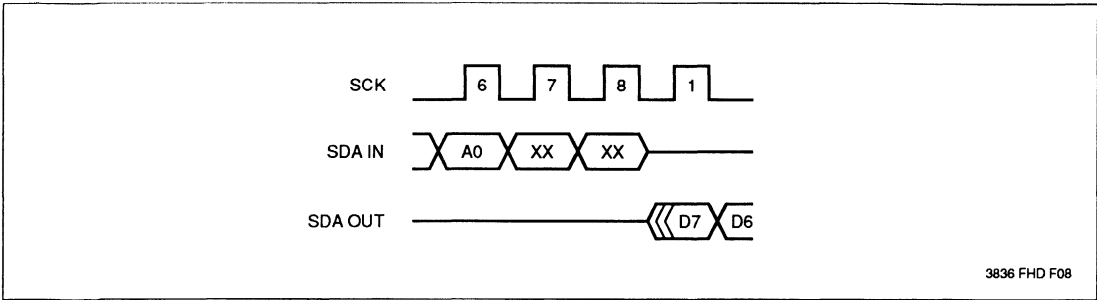 SCK 6 7 8 1
SDA IN A0 XX XX
SDA OUT D7 D6
3836 FHD F08